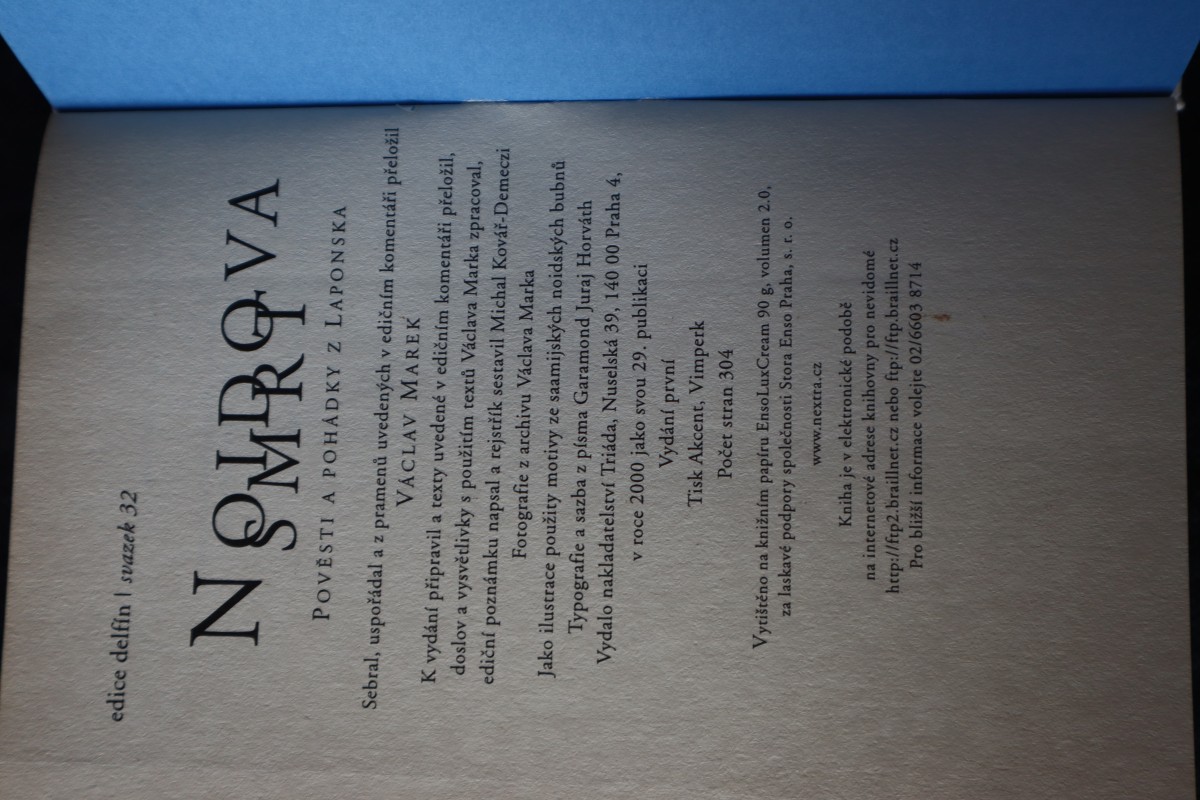 edice delfín | svazek 32
NOIDOVA
SMRT
POVĚSTI A POHÁDKY Z LAPONSKA
Sebral, uspořádal a z pramenů uvedených v edičním komentáři přeložil
VÁCLAV MAREK
K vydání připravil a texty uvedené v edičním komentáři přeložil,
doslov a vysvětlivky s použitím textů Václava Marka zpracoval,
ediční poznámku napsal a rejstřík sestavil Michal Kovář-Demeczi
Fotografie z archivu Václava Marka
Jako ilustrace použity motivy ze saamijských noidských bubnů
Typografie a sazba z písma Garamond Juraj Horváth
Vydalo nakladatelství Triáda, Nuselská 39, 140 00 Praha 4,
v roce 2000 jako svou 29. publikaci
Vydání první
Tisk Akcent, Vimperk
Počet stran 304
Vytištěno na knižním papíru EnsoLuxCream 90 g, volumen 2.0,
za laskavé podpory společnosti Stora Enso Praha, s. r. o.
www.nextra.cz
Kniha je v elektronické podobě
na internetové adrese knihovny pro nevidomé
http://ftp2.braillnet.cz nebo ftp://ftp.braillnet.cz
Pro bližší informace volejte 02/6603 8714